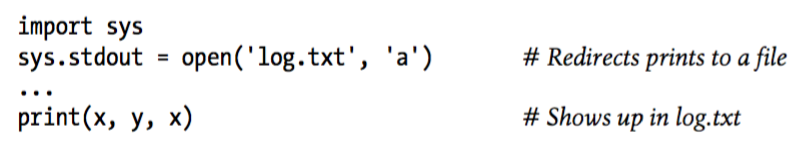 import sys
sys.stdout = open('log.txt', 'a') # Redirects prints to a file
...
print(x, y, x) # Shows up in log.txt